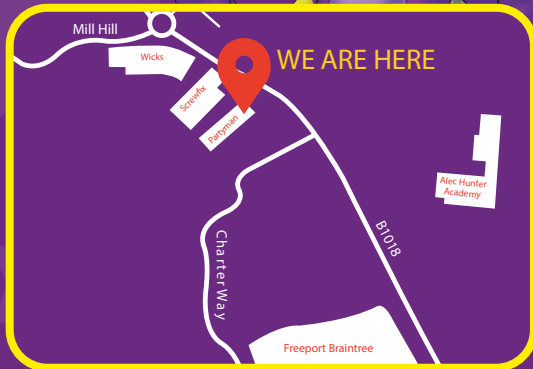 Mill Hill
Wicks
WE ARE HERE
Screwfix
Partyman
Alec Hunter
Academy
B1018
Charter Way
Freeport Braintree